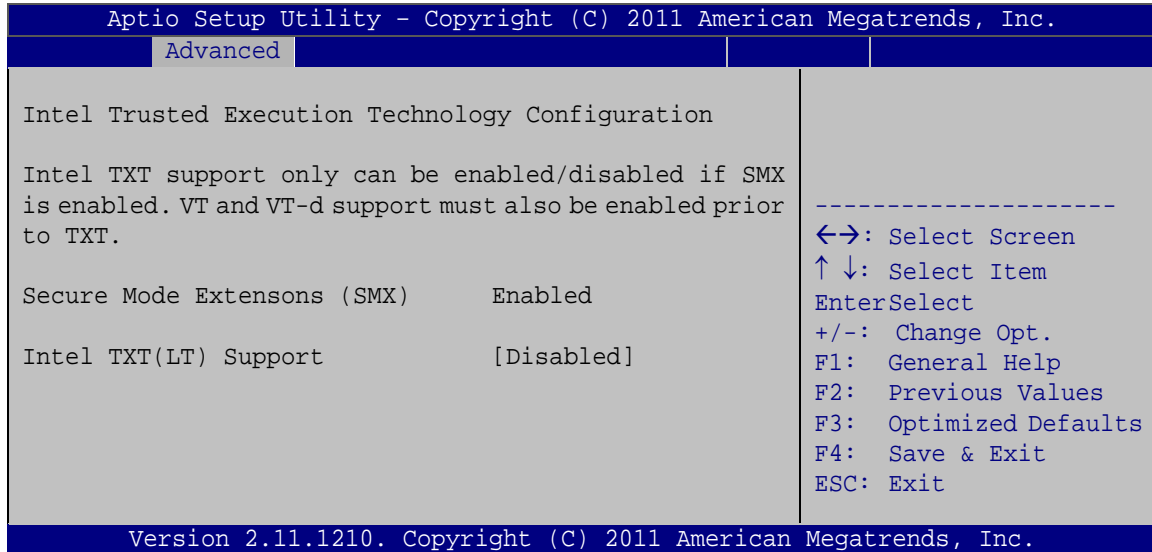 Aptio Setup Utility – Copyright (C) 2011 American Megatrends, Inc.
Advanced
Intel Trusted Execution Technology Configuration
Intel TXT support only can be enabled/disabled if SMX
is enabled. VT and VT-d support must also be enabled prior
to TXT.
Secure Mode Extensons (SMX) Enabled
Intel TXT(LT) Support [Disabled]
---------------------
←→: Select Screen
↑ ↓: Select Item
EnterSelect
+/-: Change Opt.
F1: General Help
F2: Previous Values
F3: Optimized Defaults
F4: Save & Exit
ESC: Exit
Version 2.11.1210. Copyright (C) 2011 American Megatrends, Inc.